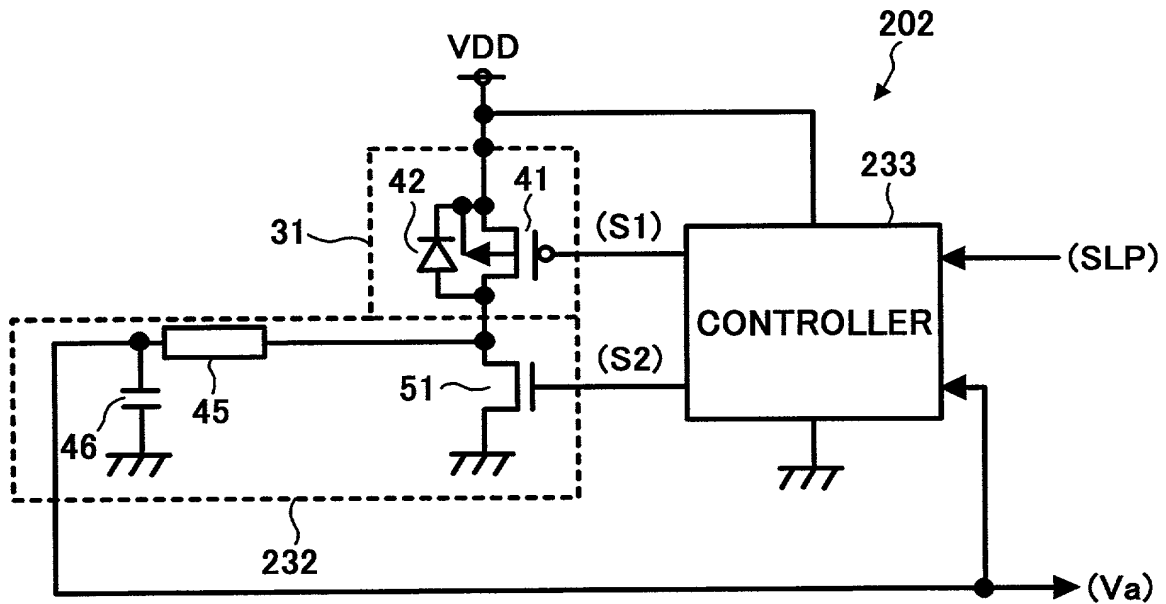 202
VDD
233
42
41
31
(S1)
(SLP)
CONTROLLER
(S2)
51
45
46
232
(Va)